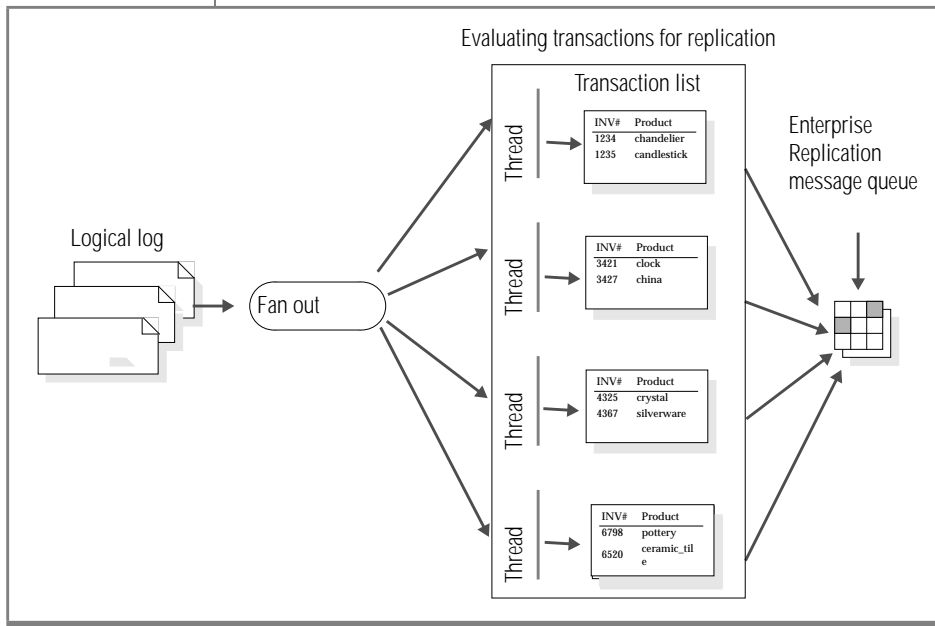 Evaluating transactions for replication
Transaction list
Logical log
Fan out
Thread
INV# Product
1234 chandelier
1235 candlestick
Thread
INV# Product
3421 clock
3427 china
Thread
INV# Product
4325 crystal
4367 silverware
Thread
INV# Product
6798 pottery
6520 ceramic_til
e
Enterprise
Replication
message queue